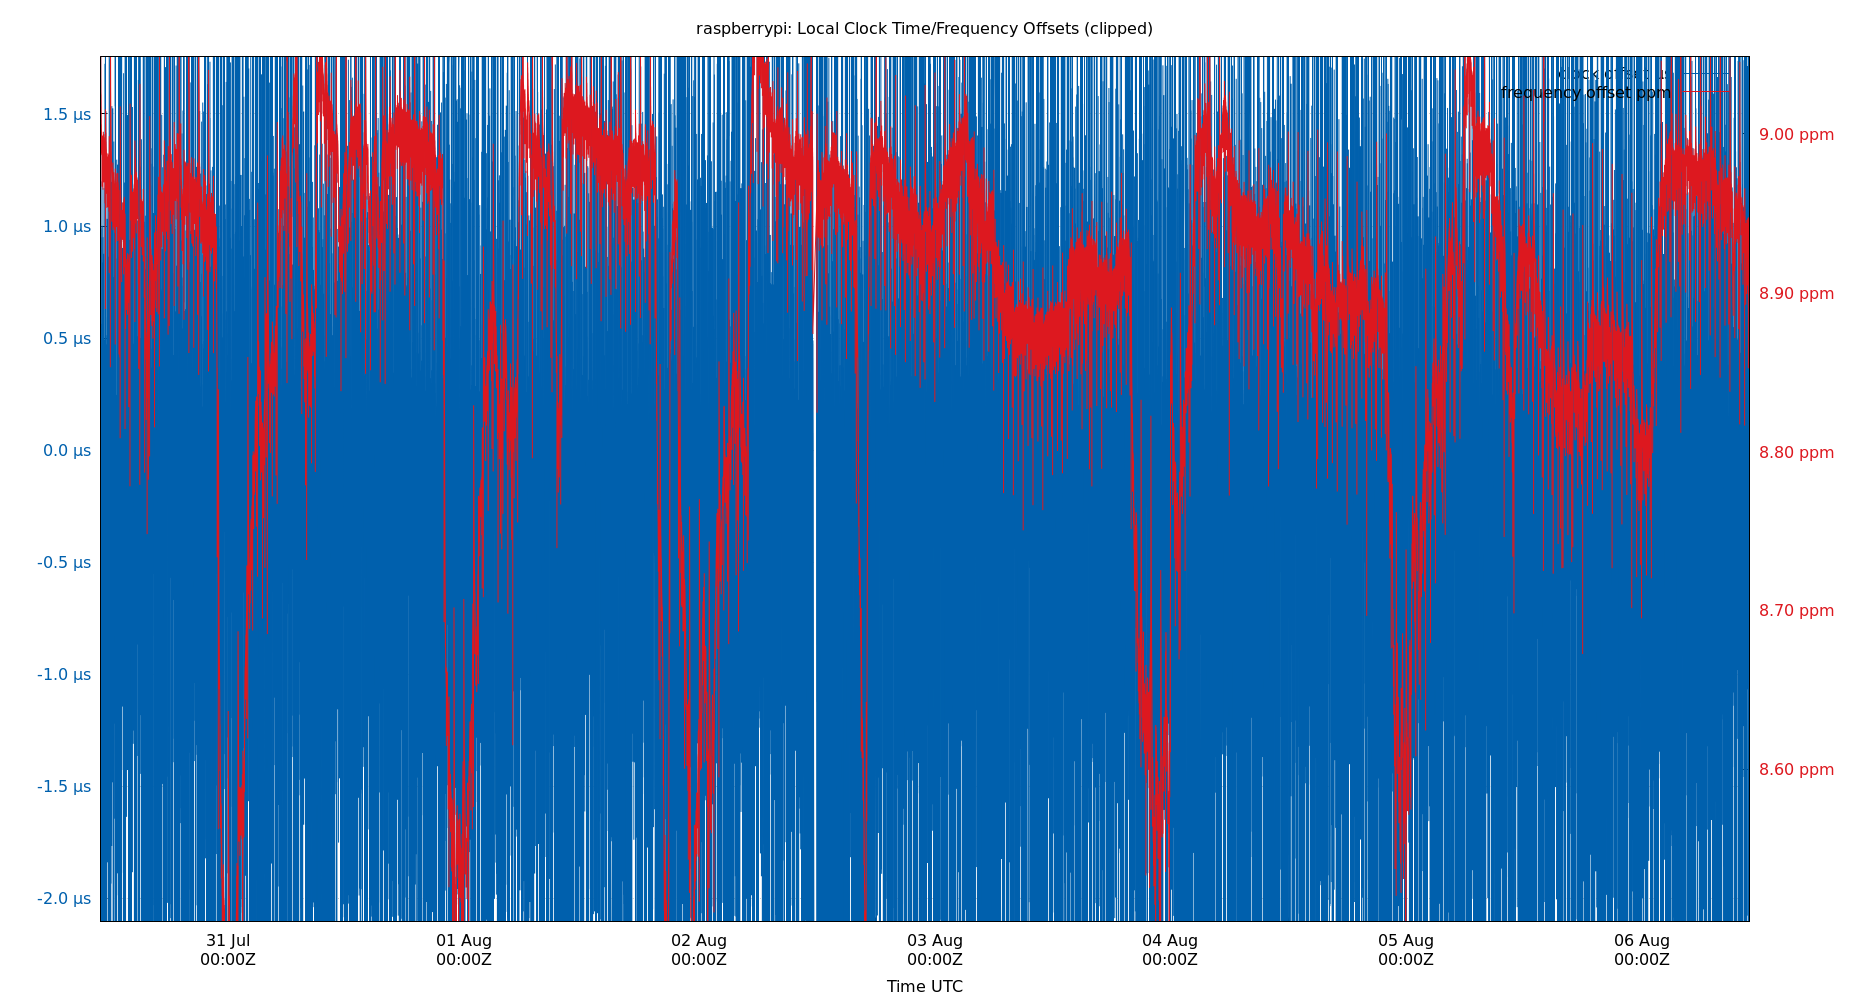 raspberrypi: Local Clock Time/Frequency Offsets (clipped)
clock offset µs
frequency offset ppm
1.5 µs
1.0 µs
0.5 µs
0.0 µs
-0.5 µs
-1.0 µs
-1.5 µs
-2.0 µs
9.00 ppm
8.90 ppm
8.80 ppm
8.70 ppm
8.60 ppm
31 Jul
00:00Z
01 Aug
00:00Z
02 Aug
00:00Z
03 Aug
00:00Z
04 Aug
00:00Z
05 Aug
00:00Z
06 Aug
00:00Z
Time UTC